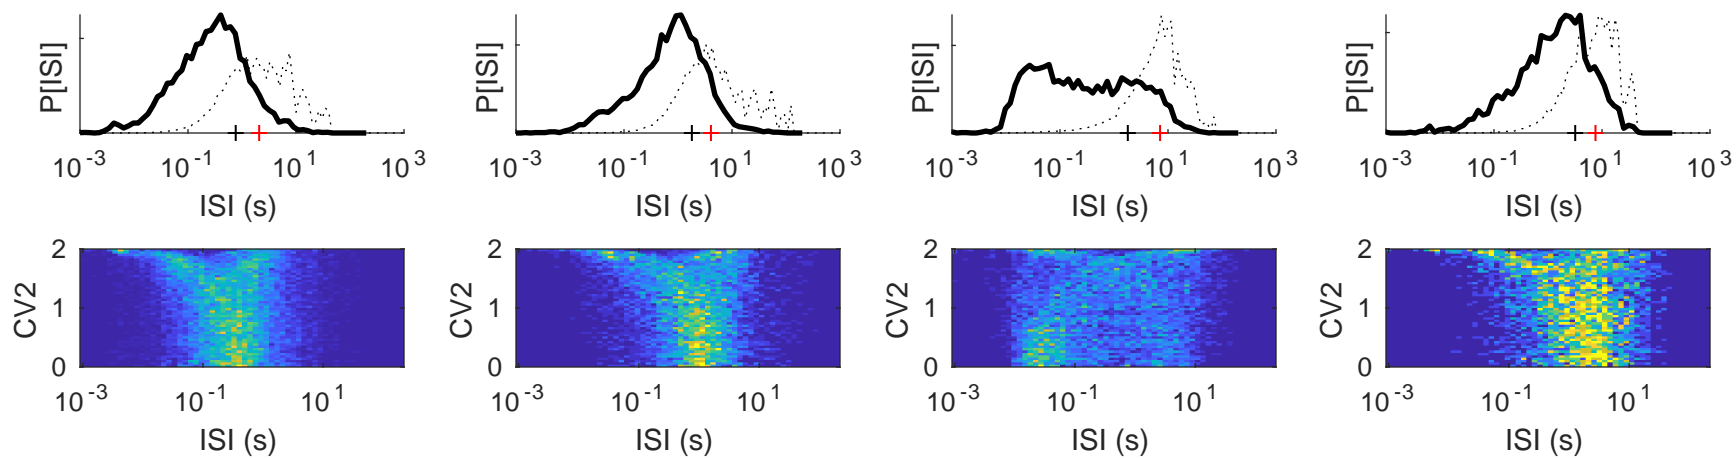 P[ISI] P[ISI] P[ISI] P[ISI]
10^-3 10^-1 10^1 10^3 10^-3 10^-1 10^1 10^-3 10^-1 10^1 10^-3 10^-1 10^1 10^3
ISI (s) ISI (s) ISI (s) ISI (s)
2 2 2 2
CV2 1 CV2 1 CV2 1 CV2 1
0 0 0 0
10^-3 10^-1 10^1 10^-3 10^-1 10^1 10^-3 10^-1 10^1 10^-3 10^-1 10^1
ISI (s) ISI (s) ISI (s) ISI (s)